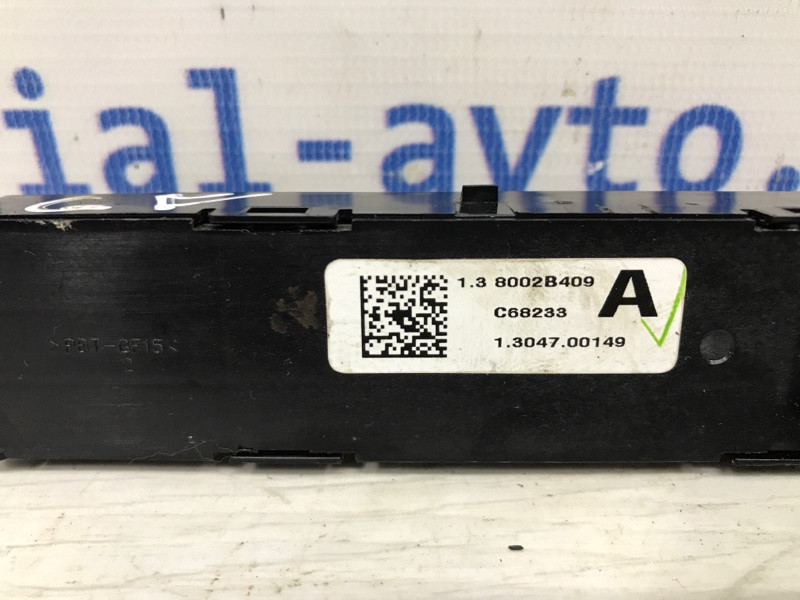 ial-avto.
1.3 8002B409 A
C68233
1.3047.00149
>PBT-GF15<